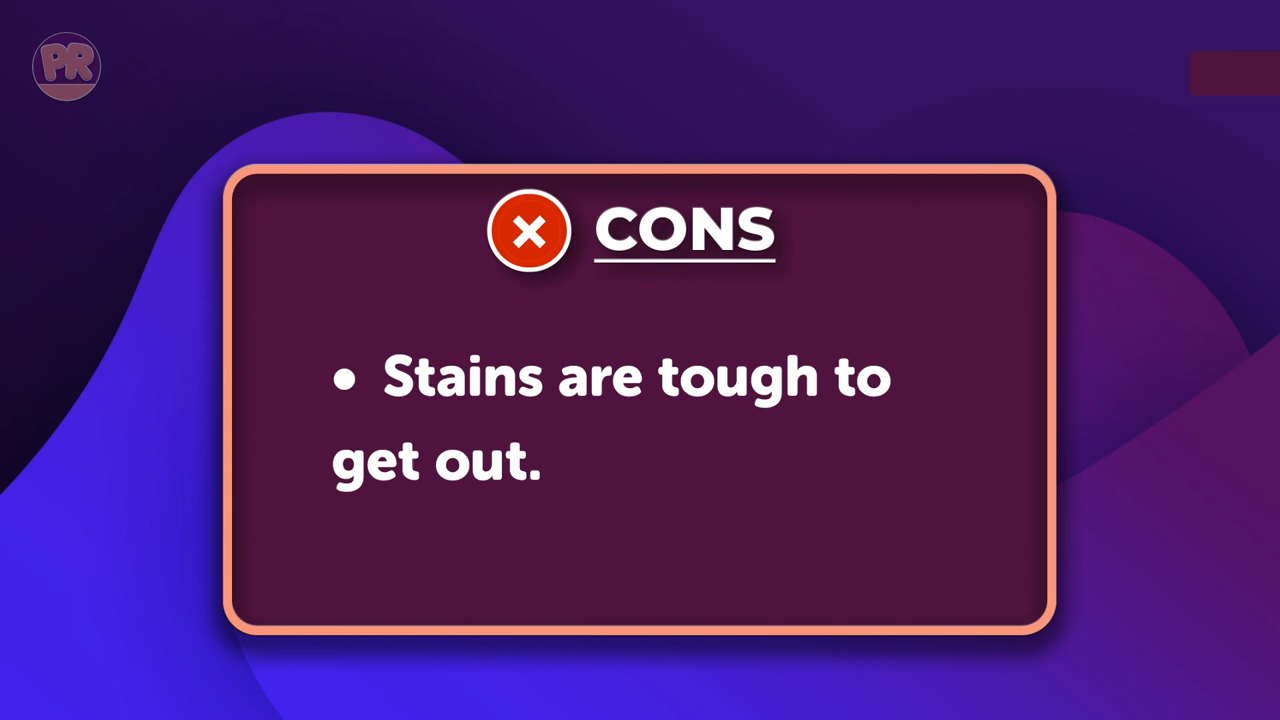 PR
CONS
• Stains are tough to
get out.